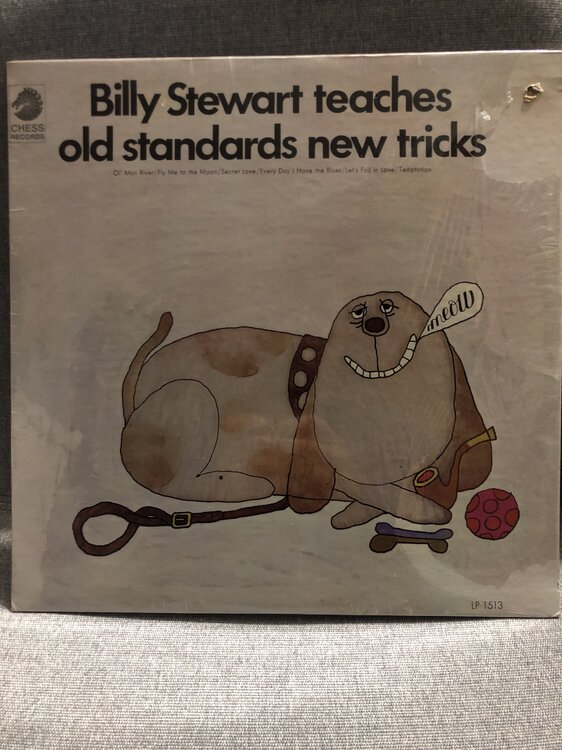 Billy Stewart teaches
old standards new tricks
CHESS
RECORDS
Ol' Man River/Fly Me to the Moon/Secret Love/Every Day I Have the Blues/Let's Fall in Love/Temptation
meow
LP 1513